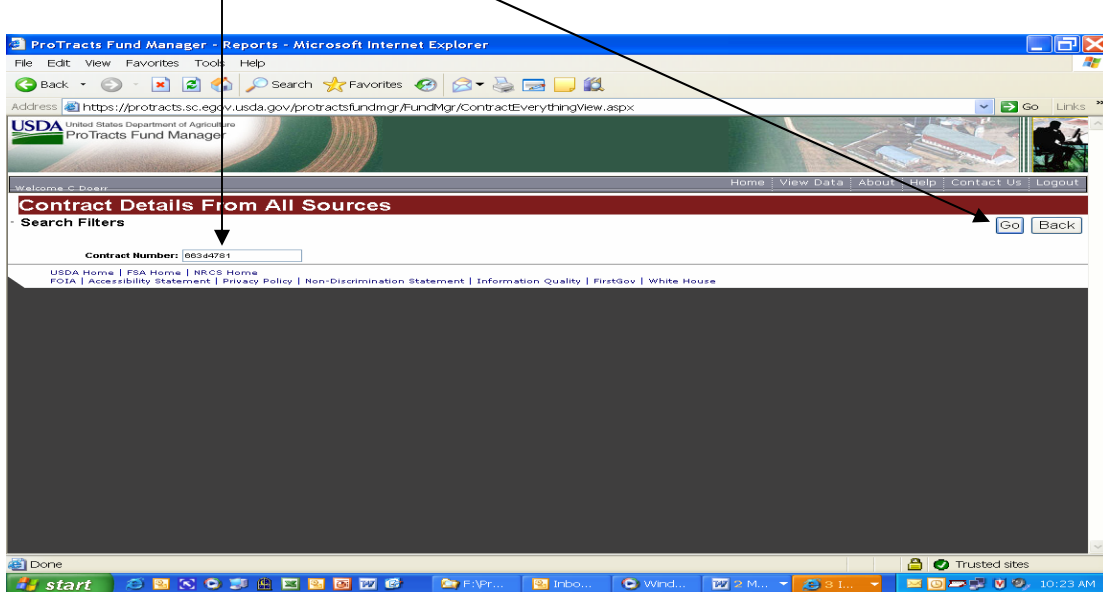 ProTracts Fund Manager - Reports - Microsoft Internet Explorer
File Edit View Favorites Tools Help
Back Search Favorites
Address https://protracts.sc.egov.usda.gov/protractsfundmgr/FundMgr/ContractEverythingView.aspx Go Links »
USDA United States Department of Agriculture
ProTracts Fund Manager
Welcome C Doerr Home View Data About Help Contact Us Logout
Contract Details From All Sources
- Search Filters Go Back
Contract Number: 663d4781
USDA Home | FSA Home | NRCS Home
FOIA | Accessibility Statement | Privacy Policy | Non-Discrimination Statement | Information Quality | FirstGov | White House
Done Trusted sites
start F:\Pr... Inbo... Wind... 2 M... 3 I... 10:23 AM